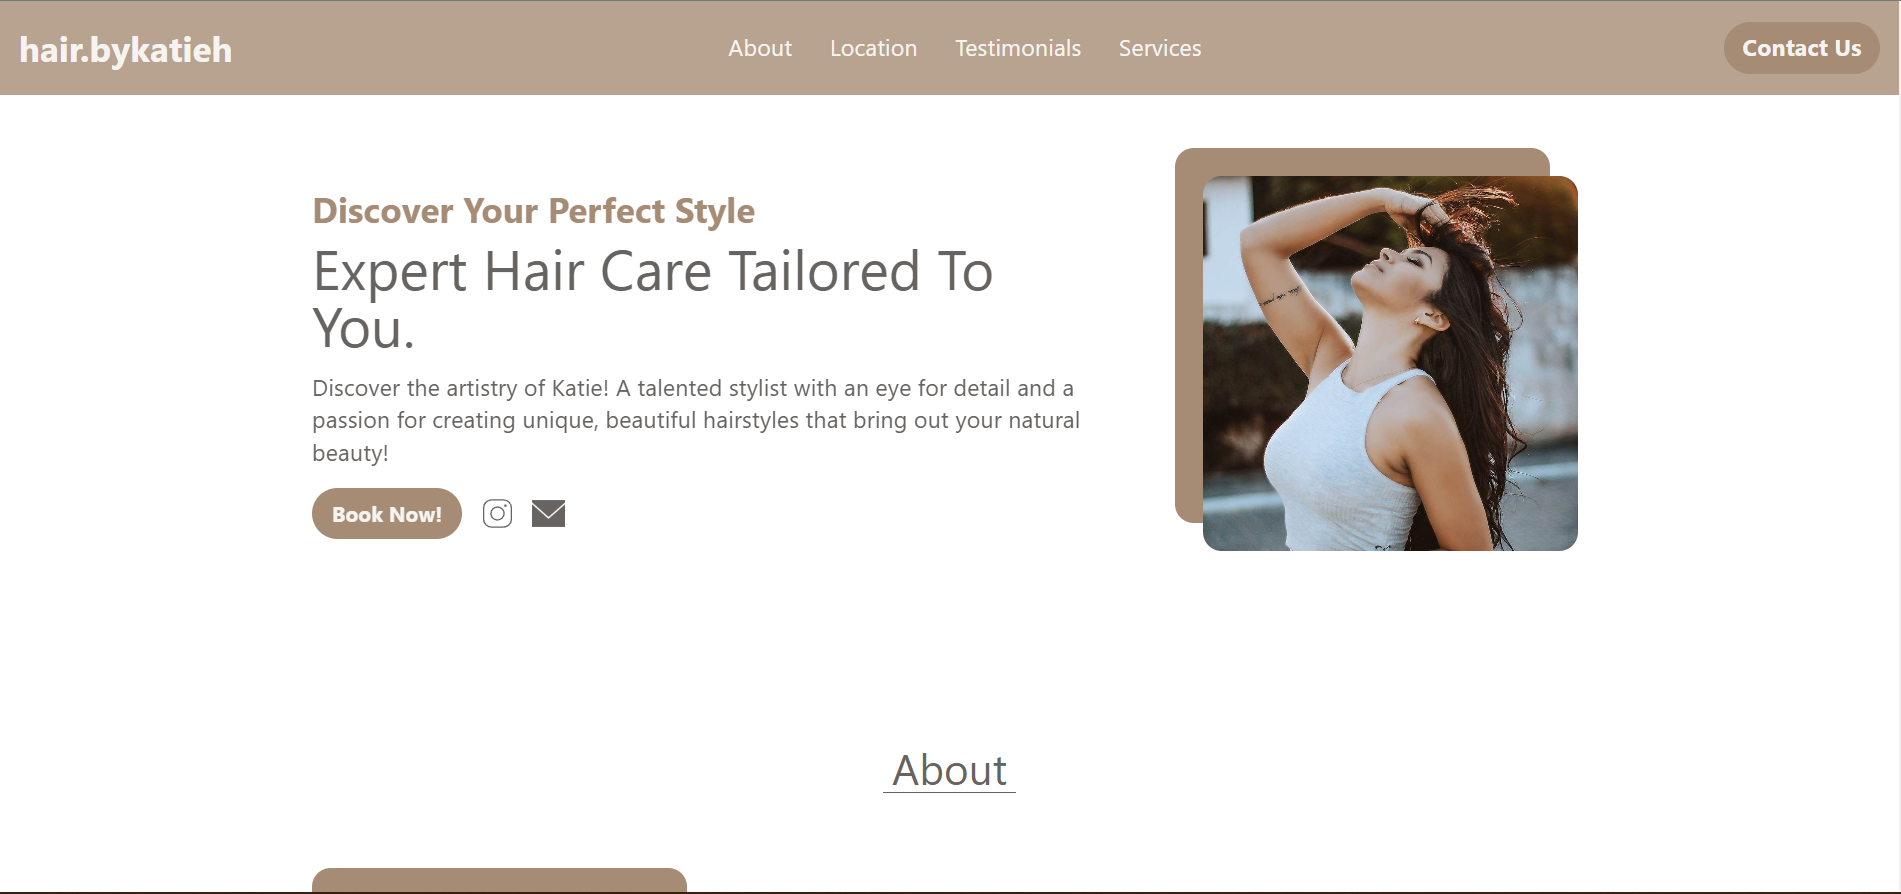 hair.bykatieh
About
Location
Testimonials
Services
Contact Us
Discover Your Perfect Style
Expert Hair Care Tailored To
You.
Discover the artistry of Katie! A talented stylist with an eye for detail and a
passion for creating unique, beautiful hairstyles that bring out your natural
beauty!
Book Now!
About